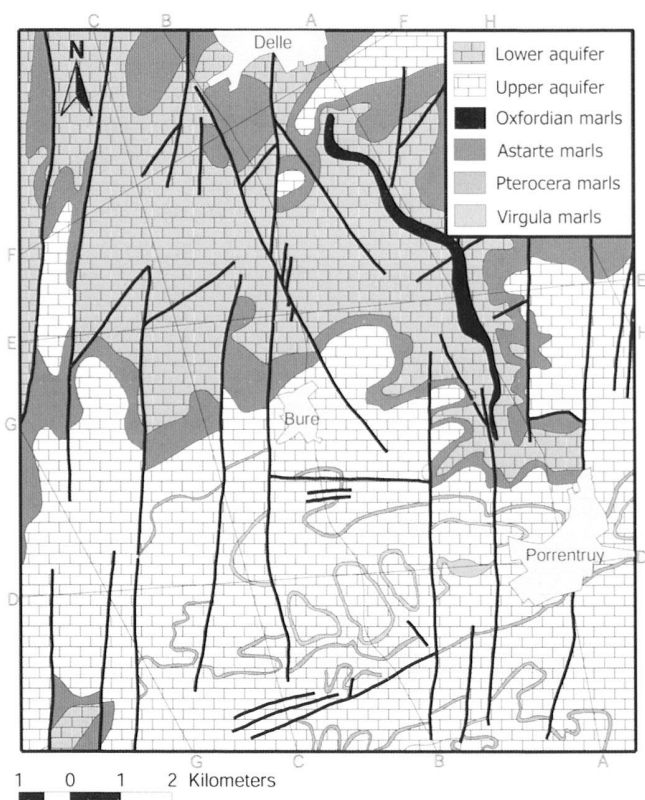 C B A F H
Delle
N
Lower aquifer
Upper aquifer
Oxfordian marls
Astarte marls
Pterocera marls
Virgula marls
F
E
E
H
G
Bure
Porrentruy
D
D
G C B A
1 0 1 2 Kilometers